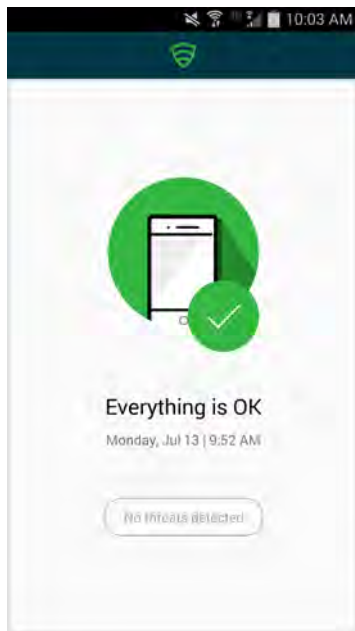 10:03 AM
Everything is OK
Monday, Jul 13 | 9:52 AM
No threats detected